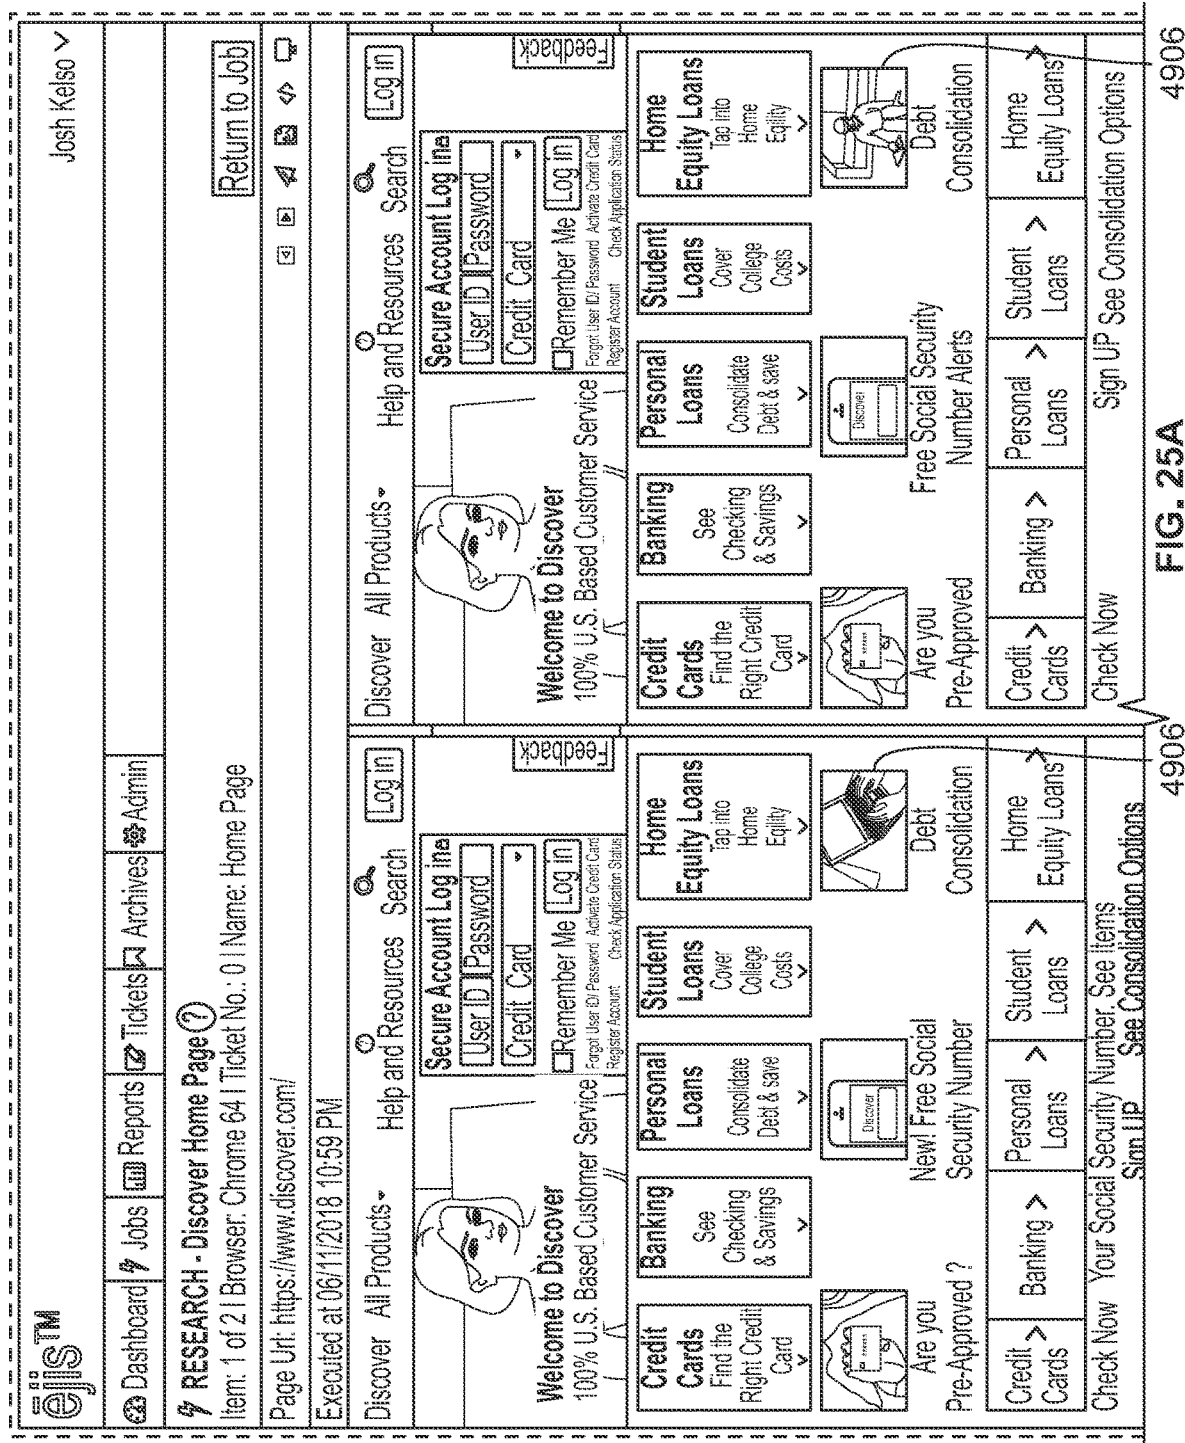 ējis™
Josh Kelso
Dashboard Jobs Reports Tickets Archives Admin
RESEARCH - Discover Home Page ?
Item: 1 of 2 | Browser: Chrome 64 | Ticket No.: 0 | Name: Home Page
Return to Job
Page Url: https://www.discover.com/
Executed at 06/11/2018 10:59 PM
Discover All Products
Help and Resources Search
Log in
Secure Account Log ine
User ID Password
Credit Card
Remember Me Log in
Forgot User ID/ Password Activate Credit Card
Register Account Check Application Status
Feedback
Welcome to Discover
100% U.S. Based Customer Service
Credit
Cards
Find the
Right Credit
Card
Banking
See
Checking
& Savings
Personal
Loans
Consolidate
Debt & save
Student
Loans
Cover
College
Costs
Home
Equity Loans
Tap into
Home
Eqility
Are you
Pre-Approved ?
Discover
New! Free Social
Security Number
Debt
Consolidation
Credit >
Cards
Banking >
Personal >
Loans
Student >
Loans
Home >
Equity Loans
Check Now Your Social Security Number. See Items
Sign UP See Consolidation Options
4906
Discover All Products
Help and Resources Search
Log in
Secure Account Log ine
User ID Password
Credit Card
Remember Me Log in
Forgot User ID/ Password Activate Credit Card
Register Account Check Application Status
Feedback
Welcome to Discover
100% U.S. Based Customer Service
Credit
Cards
Find the
Right Credit
Card
Banking
See
Checking
& Savings
Personal
Loans
Consolidate
Debt & save
Student
Loans
Cover
College
Costs
Home
Equity Loans
Tap into
Home
Eqility
Are you
Pre-Approved
Discover
Free Social Security
Number Alerts
Debt
Consolidation
Credit >
Cards
Banking >
Personal >
Loans
Student >
Loans
Home >
Equity Loans
Check Now Sign UP See Consolidation Options
4906
FIG. 25A